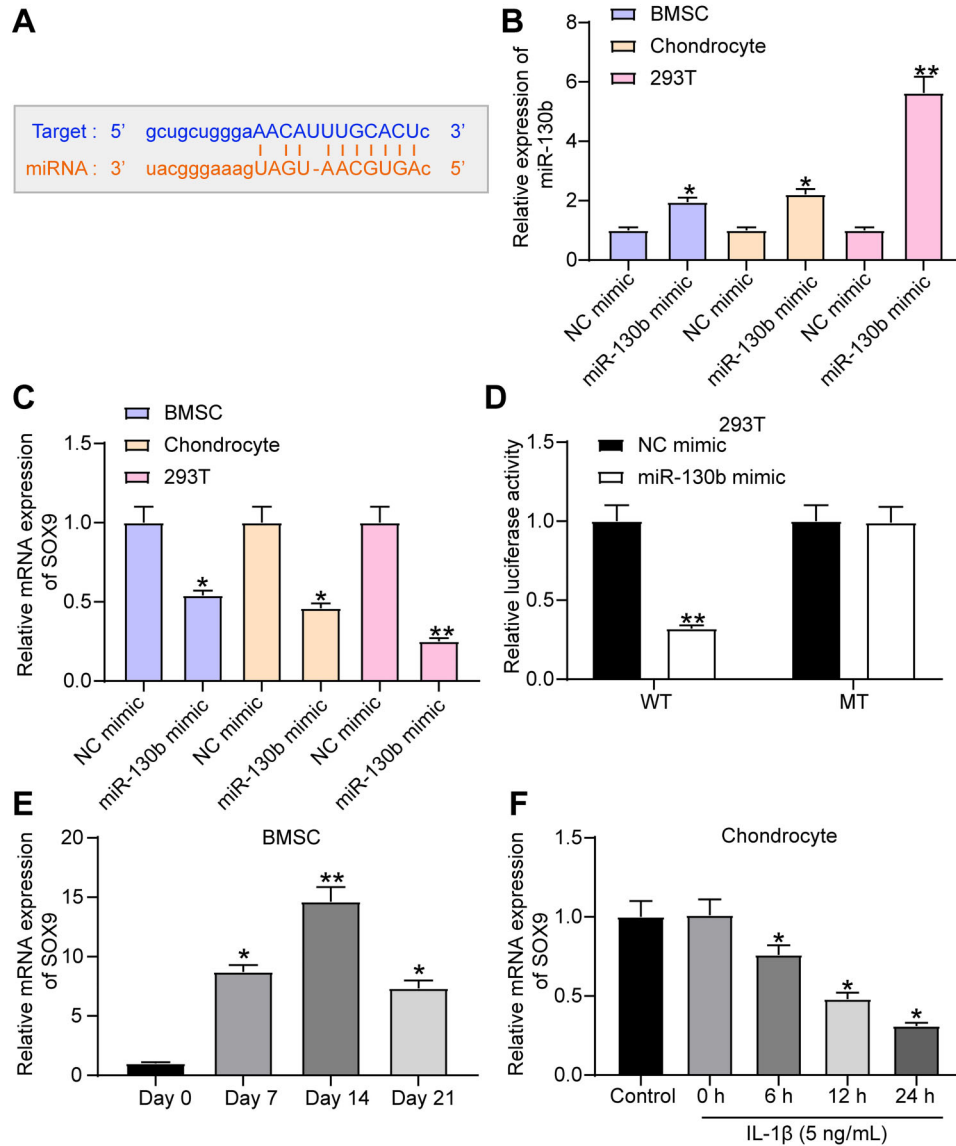 A
Target : 5' gcugcugggaAACAUUUGCACUc 3'
miRNA : 3' uacgggaaagUAGU-AACGUGAc 5'
B
BMSC
Chondrocyte
293T
Relative expression of
miR-130b
8
6
4
2
0
*
*
**
NC mimic
miR-130b mimic
NC mimic
miR-130b mimic
NC mimic
miR-130b mimic
C
BMSC
Chondrocyte
293T
Relative mRNA expression
of SOX9
1.5
1.0
0.5
0.0
*
*
**
NC mimic
miR-130b mimic
NC mimic
miR-130b mimic
NC mimic
miR-130b mimic
D
293T
NC mimic
miR-130b mimic
Relative luciferase activity
1.5
1.0
0.5
0.0
**
WT
MT
E
BMSC
Relative mRNA expression
of SOX9
20
15
10
5
0
*
**
*
Day 0
Day 7
Day 14
Day 21
F
Chondrocyte
Relative mRNA expression
of SOX9
1.5
1.0
0.5
0.0
*
*
*
Control
0 h
6 h
12 h
24 h
IL-1β (5 ng/mL)